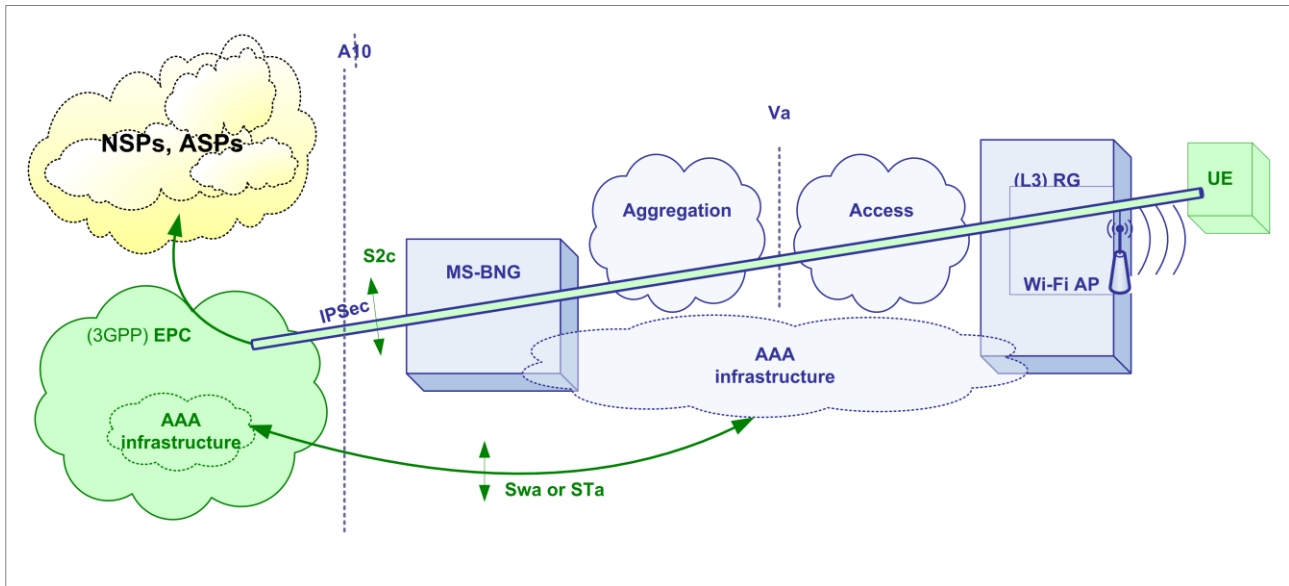 A10
Va
NSPs, ASPs
(L3) RG
UE
Aggregation
Access
S2c
MS-BNG
Wi-Fi AP
IPSec
(3GPP) EPC
AAA
infrastructure
AAA
infrastructure
Swa or STa